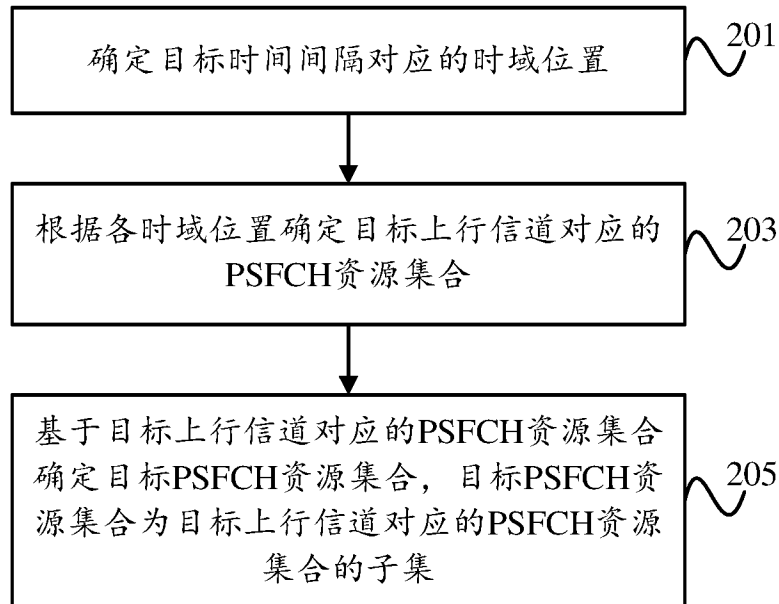 确定目标时间间隔对应的时域位置
201
根据各时域位置确定目标上行信道对应的
PSFCH资源集合
203
基于目标上行信道对应的PSFCH资源集合
确定目标PSFCH资源集合，目标PSFCH资
源集合为目标上行信道对应的PSFCH资源
集合的子集
205